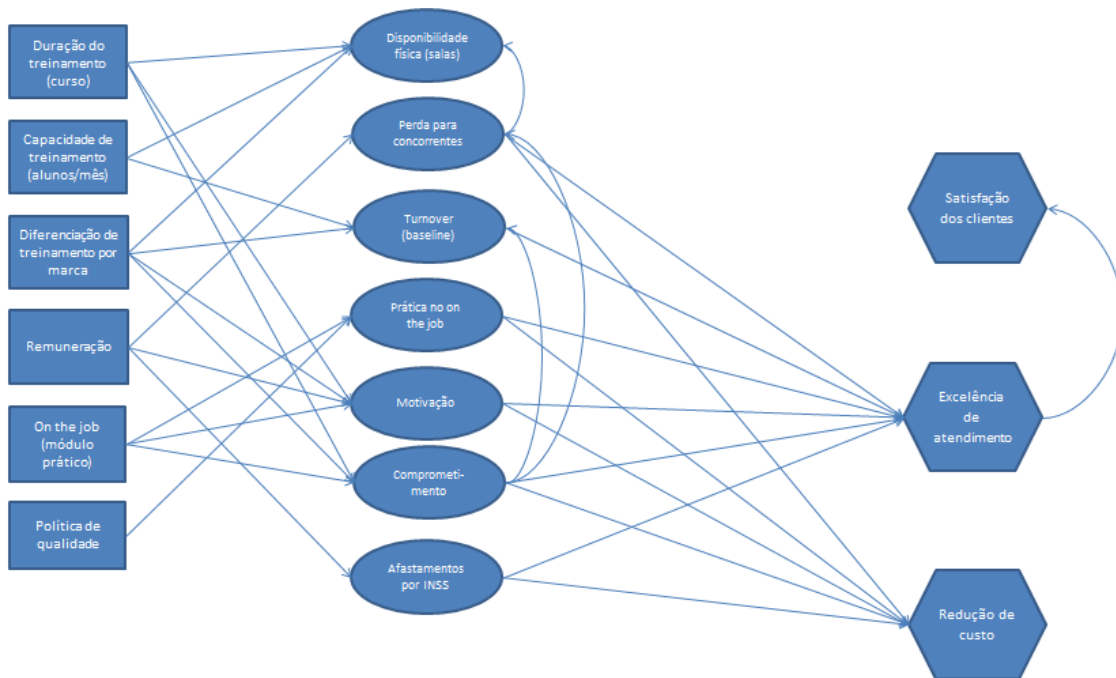 Duração do
treinamento
(curso)
Capacidade de
treinamento
(alunos/mês)
Diferenciação de
treinamento por
marca
Remuneração
On the job
(módulo
prático)
Política de
qualidade
Disponibilidade
física (salas)
Perda para
concorrentes
Turnover
(baseline)
Prática no on
the job
Motivação
Comprometi-
mento
Afastamentos
por INSS
Satisfação
dos clientes
Excelência
de
atendimento
Redução de
custo